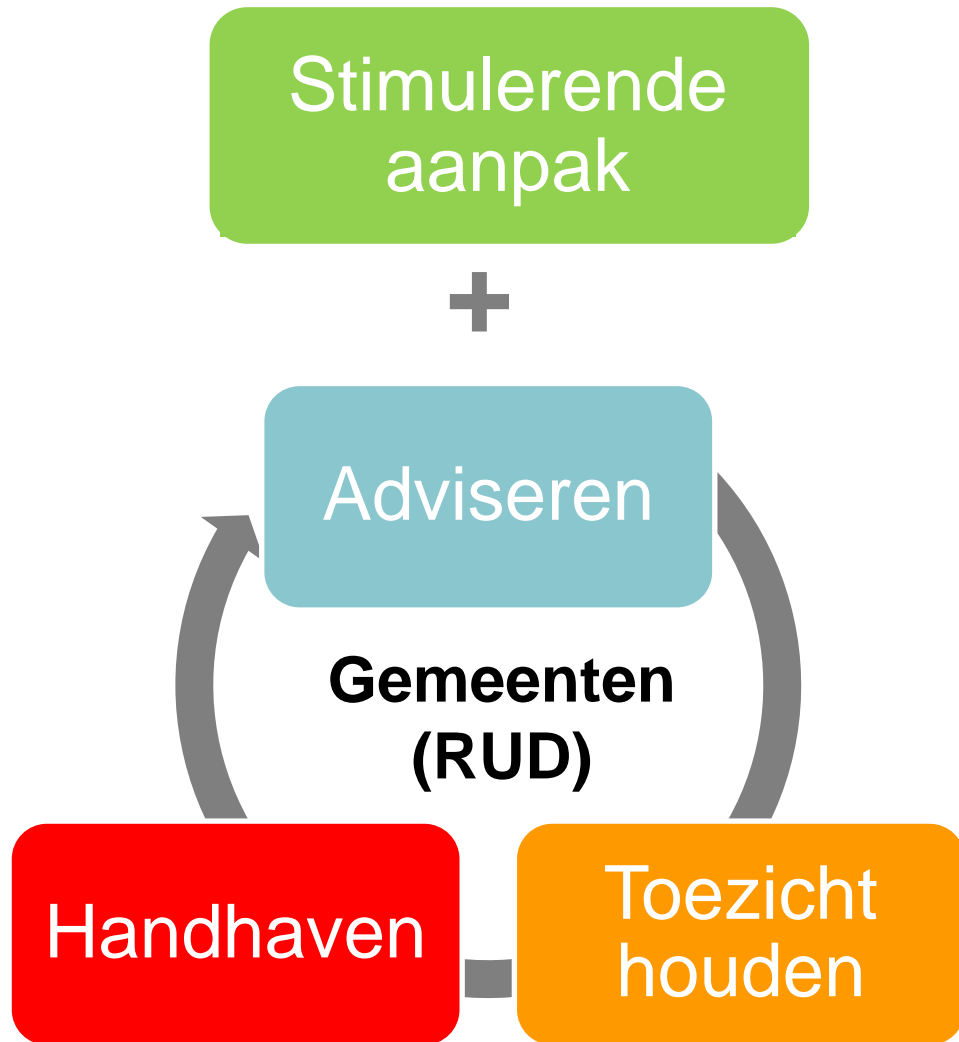 Stimulerende
aanpak
+
Adviseren
Gemeenten
(RUD)
Handhaven
Toezicht
houden